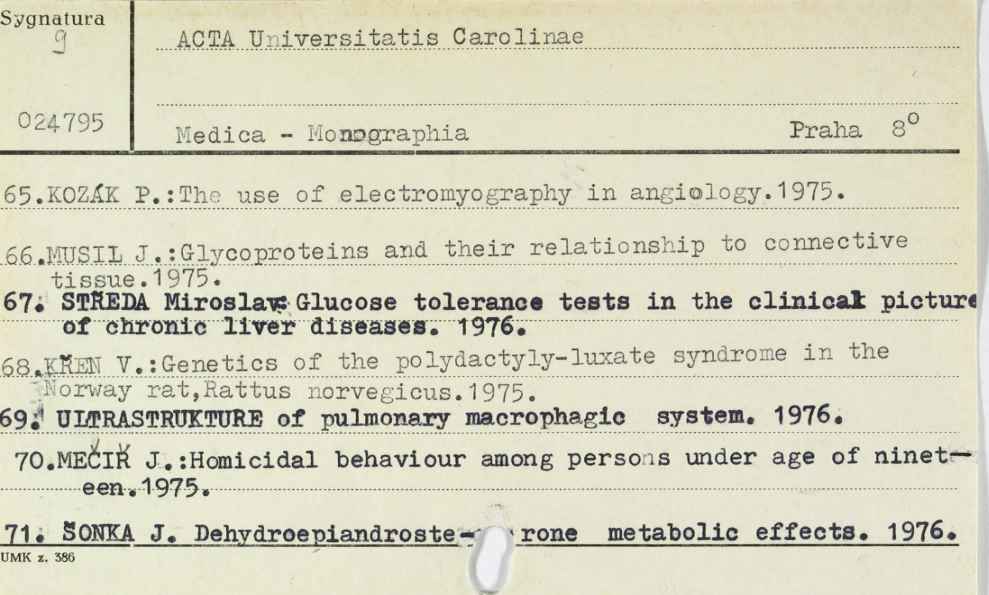 Sygnatura
g
ACTA Universitatis Carolinae
024795
Medica - Monographia Praha 8°
65.KOZÁK P.:The use of electromyography in angiology.1975.
66.MUSIL J.:Glycoproteins and their relationship to connective
tissue.1975.
67. STŘEDA Miroslav: Glucose tolerance tests in the clinical picture
of chronic liver diseases. 1976.
68.KŘEN V.:Genetics of the polydactyly-luxate syndrome in the
Norway rat,Rattus norvegicus.1975.
69. ULTRASTRUKTURE of pulmonary macrophagic system. 1976.
70.MEČÍŘ J.:Homicidal behaviour among persons under age of ninet-
een.1975.
71. ŠONKA J. Dehydroepiandroste- rone metabolic effects. 1976.
UMK z. 386